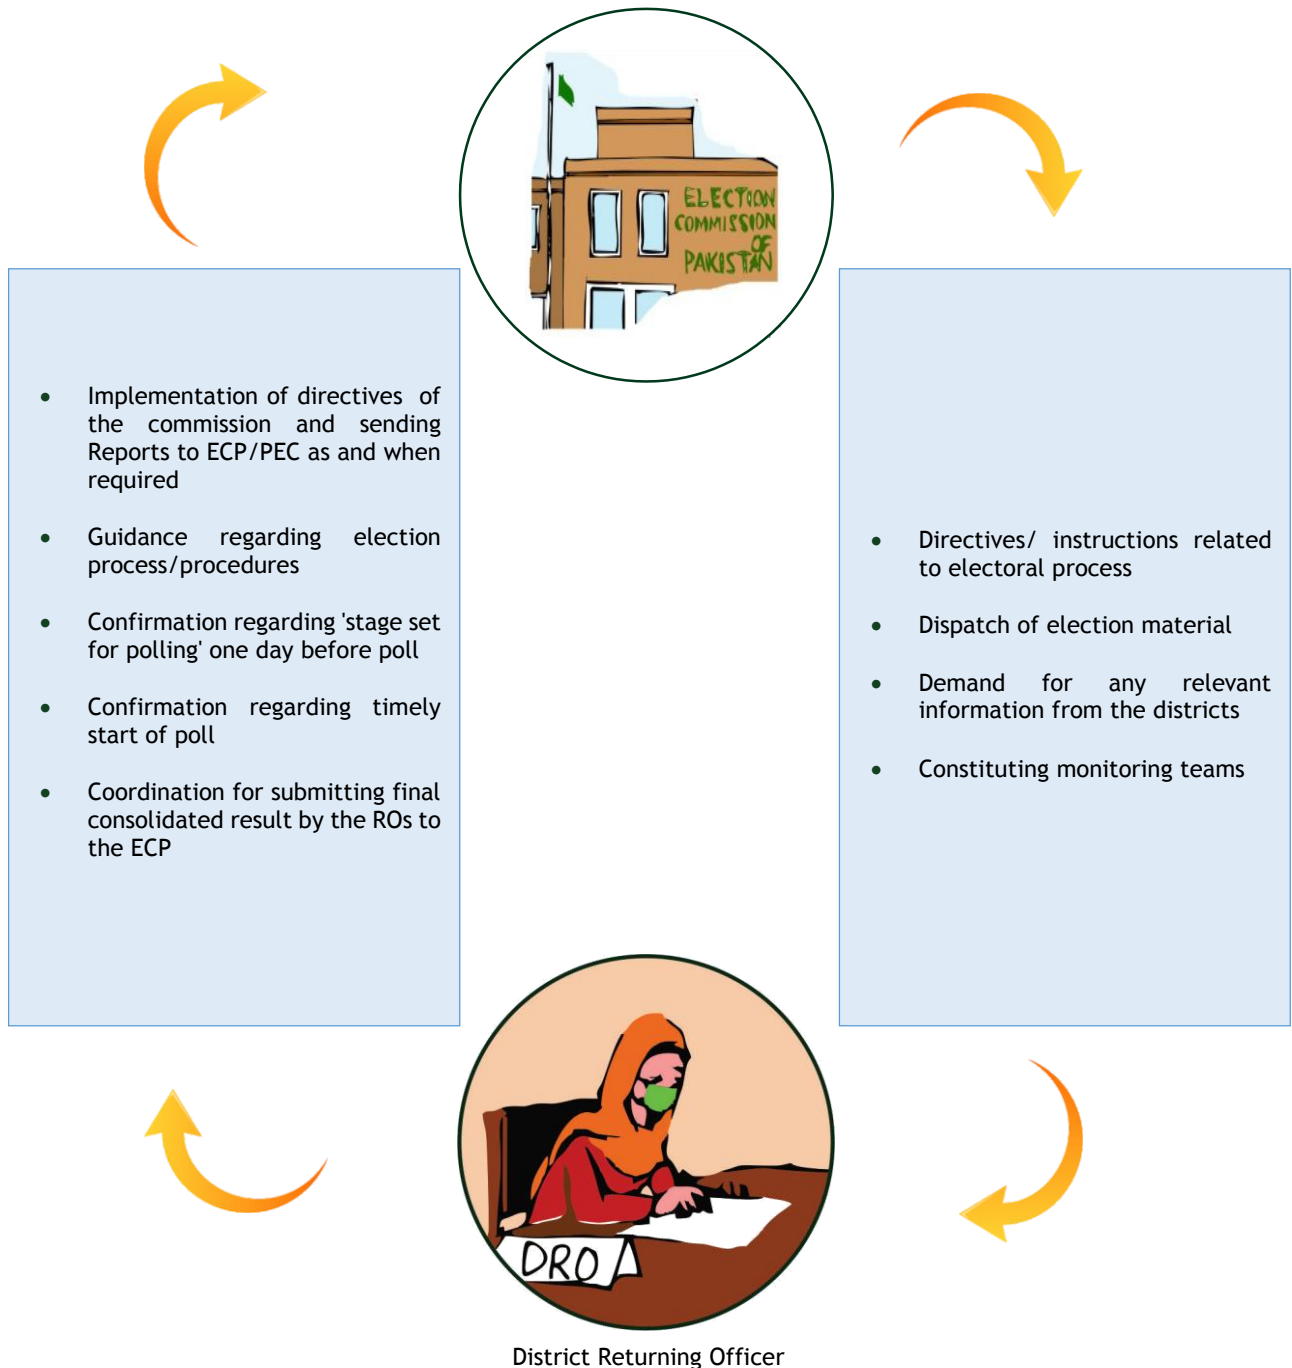 ELECTION
COMMISSION
OF
PAKISTAN
• Implementation of directives of
the commission and sending
Reports to ECP/PEC as and when
required
• Guidance regarding election
process/procedures
• Confirmation regarding 'stage set
for polling' one day before poll
• Confirmation regarding timely
start of poll
• Coordination for submitting final
consolidated result by the ROs to
the ECP
• Directives/ instructions related
to electoral process
• Dispatch of election material
• Demand for any relevant
information from the districts
• Constituting monitoring teams
DRO
District Returning Officer